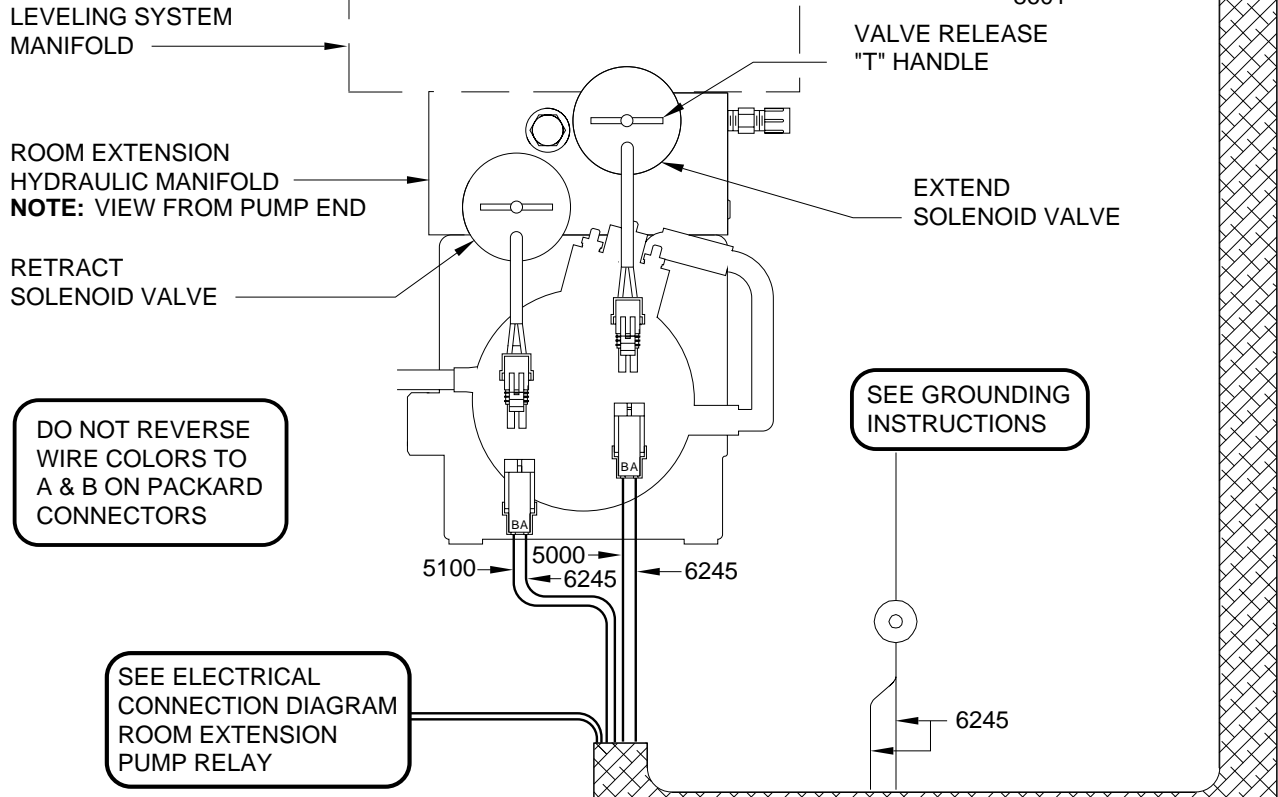 LEVELING SYSTEM
MANIFOLD
VALVE RELEASE
"T" HANDLE
ROOM EXTENSION
HYDRAULIC MANIFOLD
NOTE: VIEW FROM PUMP END
EXTEND
SOLENOID VALVE
RETRACT
SOLENOID VALVE
SEE GROUNDING
INSTRUCTIONS
DO NOT REVERSE
WIRE COLORS TO
A & B ON PACKARD
CONNECTORS
BA
BA
5100
5000
6245
6245
SEE ELECTRICAL
CONNECTION DIAGRAM
ROOM EXTENSION
PUMP RELAY
6245